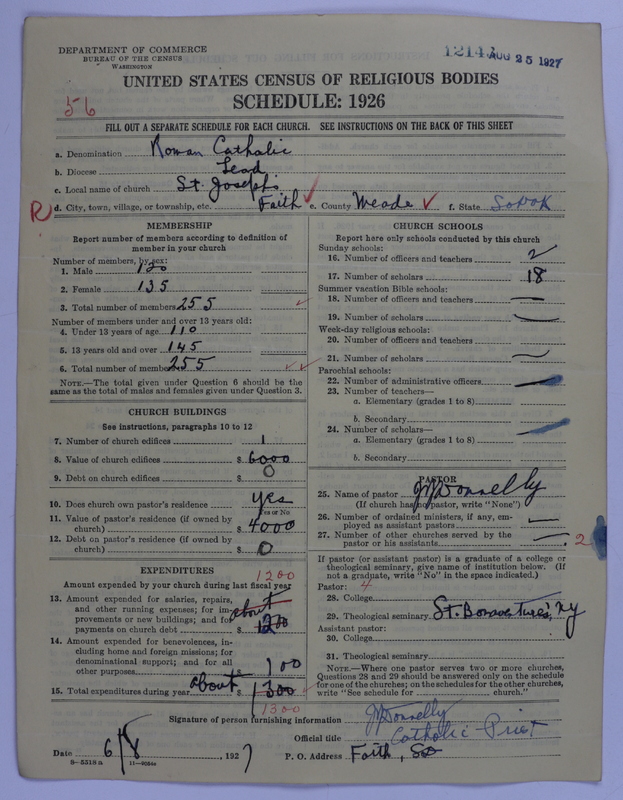 DEPARTMENT OF COMMERCE
BUREAU OF THE CENSUS
WASHINGTON
AUG 25 1927
UNITED STATES CENSUS OF RELIGIOUS BODIES
SCHEDULE: 1926
56
FILL OUT A SEPARATE SCHEDULE FOR EACH CHURCH. SEE INSTRUCTIONS ON THE BACK OF THIS SHEET
a. Denomination Roman Catholic
b. Diocese Lead
c. Local name of church St. Joseph's
R d. City, town, village, or township, etc. Faith e. County Meade f. State SoDak
MEMBERSHIP
Report number of members according to definition of
member in your church
Number of members, by sex:
1. Male 120
2. Female 135
3. Total number of members 255
Number of members under and over 13 years old:
4. Under 13 years of age 110
5. 13 years old and over 145
6. Total number of members 255
NOTE.—The total given under Question 6 should be the
same as the total of males and females given under Question 3.
CHURCH BUILDINGS
See instructions, paragraphs 10 to 12
7. Number of church edifices 1
8. Value of church edifices $ 6000
9. Debt on church edifices $ 0
10. Does church own pastor's residence yes
Yes or No
11. Value of pastor's residence (if owned by
church) $ 4000
12. Debt on pastor's residence (if owned by
church) $ 0
EXPENDITURES
1200
Amount expended by your church during last fiscal year
13. Amount expended for salaries, repairs,
and other running expenses; for im-
provements or new buildings; and for
payments on church debt about $ 1200
14. Amount expended for benevolences, in-
cluding home and foreign missions; for
denominational support; and for all
other purposes $ 100
15. Total expenditures during year about $ 1300
1300
CHURCH SCHOOLS
Report here only schools conducted by this church
Sunday schools:
16. Number of officers and teachers 2
17. Number of scholars 18
Summer vacation Bible schools:
18. Number of officers and teachers —
19. Number of scholars —
Week-day religious schools:
20. Number of officers and teachers
21. Number of scholars —
Parochial schools:
22. Number of administrative officers —
23. Number of teachers—
a. Elementary (grades 1 to 8)
b. Secondary
24. Number of scholars—
a. Elementary (grades 1 to 8)
b. Secondary
PASTOR
25. Name of pastor JJ Donnelly
(If church has no pastor, write "None")
26. Number of ordained ministers, if any, em-
ployed as assistant pastors —
27. Number of other churches served by the
pastor or his assistants — 2
If pastor (or assistant pastor) is a graduate of a college or
theological seminary, give name of institution below. (If
not a graduate, write "No" in the space indicated.)
Pastor: 4
28. College
29. Theological seminary St. Bonaventure's, NY
Assistant pastor:
30. College
31. Theological seminary
NOTE.—Where one pastor serves two or more churches,
Questions 28 and 29 should be answered only on the schedule
for one of the churches; on the schedules for the other churches,
write "See schedule for church."
Signature of person furnishing information JJ Donnelly
Official title Catholic Priest
Date 6/8, 1927
P. O. Address Faith, SD
8-5518 a 11-9054a